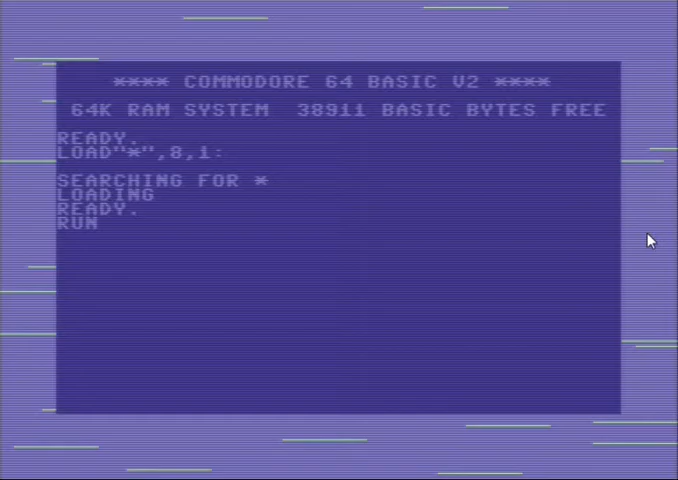 **** COMMODORE 64 BASIC V2 ****
64K RAM SYSTEM  38911 BASIC BYTES FREE
READY.
LOAD"*",8,1:
SEARCHING FOR *
LOADING
READY.
RUN